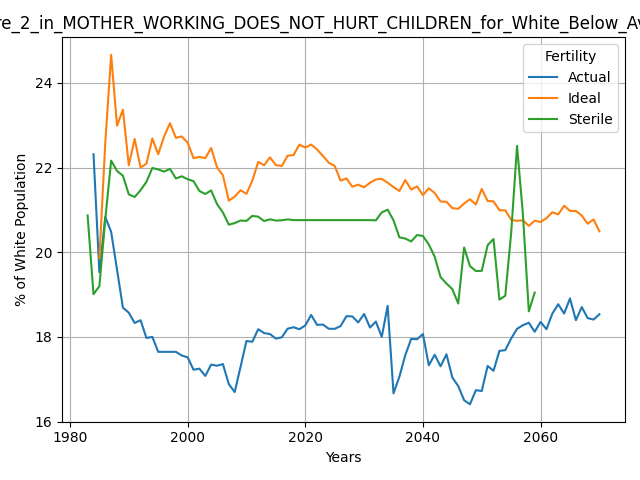 re_2_in_MOTHER_WORKING_DOES_NOT_HURT_CHILDREN_for_White_Below_Av
Fertility
Actual
Ideal
Sterile
% of White Population
24
22
20
18
16
1980
2000
2020
2040
2060
Years